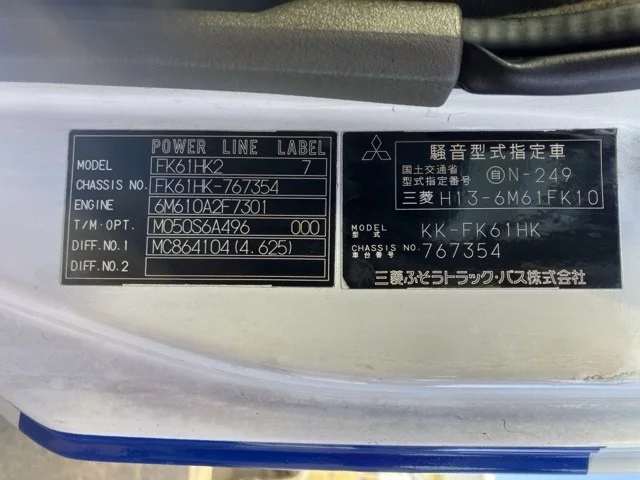 POWER LINE LABEL
MODEL FK61HK2 7
CHASSIS NO. FK61HK-767354
ENGINE 6M610A2F7301
T/M·OPT. M050S6A496 000
DIFF.NO.1 MC864104(4.625)
DIFF.NO.2
騒音型式指定車
国土交通省
型式指定番号 自N-249
三菱 H13-6M61FK10
MODEL
型式 KK-FK61HK
CHASSIS NO.
車台番号 767354
三菱ふそうトラック・バス株式会社